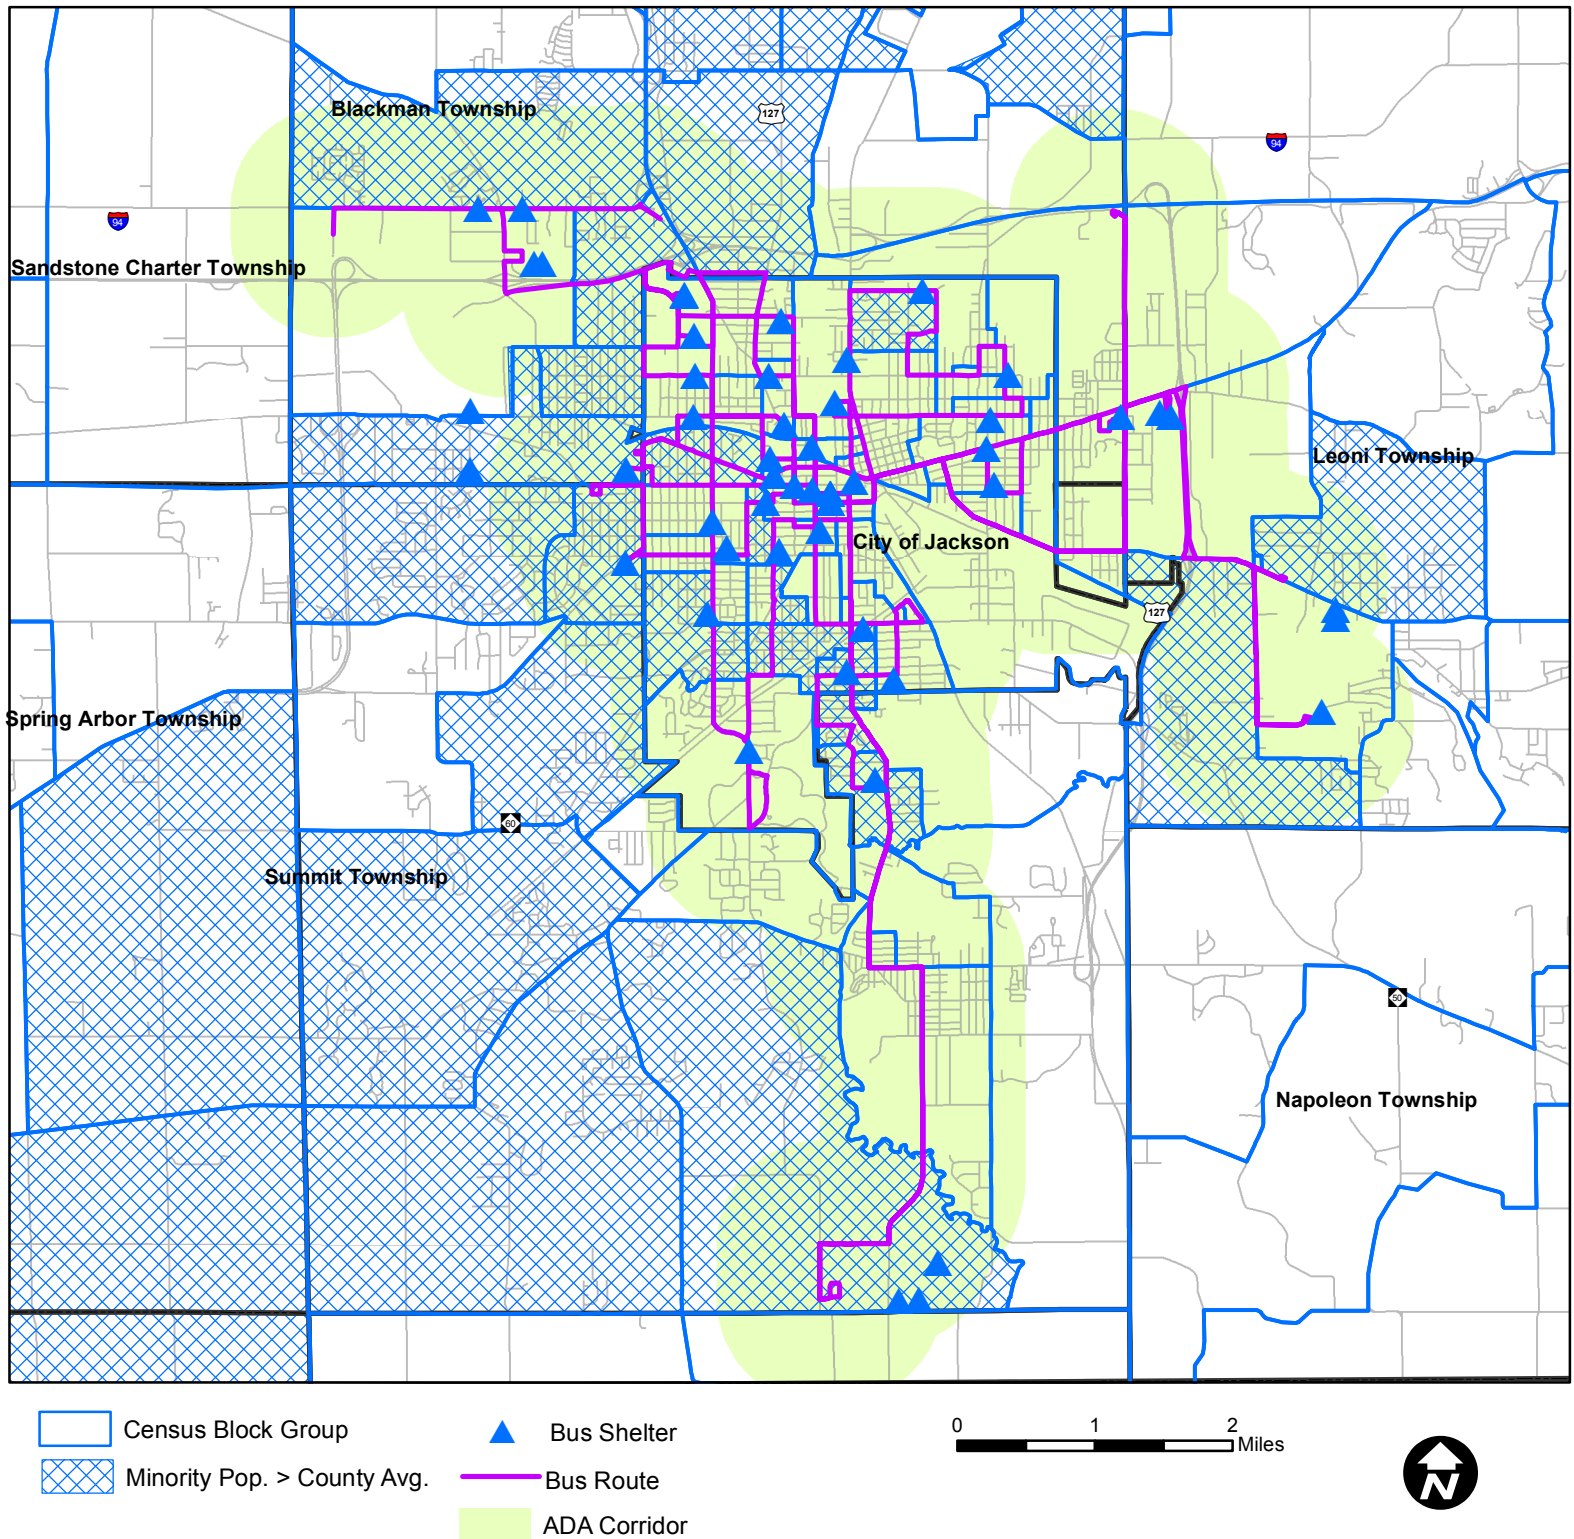 Blackman Township
127
94
94
Sandstone Charter Township
Leoni Township
City of Jackson
127
Spring Arbor Township
60
Summit Township
50
Napoleon Township
Census Block Group
Bus Shelter
0 1 2
Miles
Minority Pop. > County Avg.
Bus Route
N
ADA Corridor